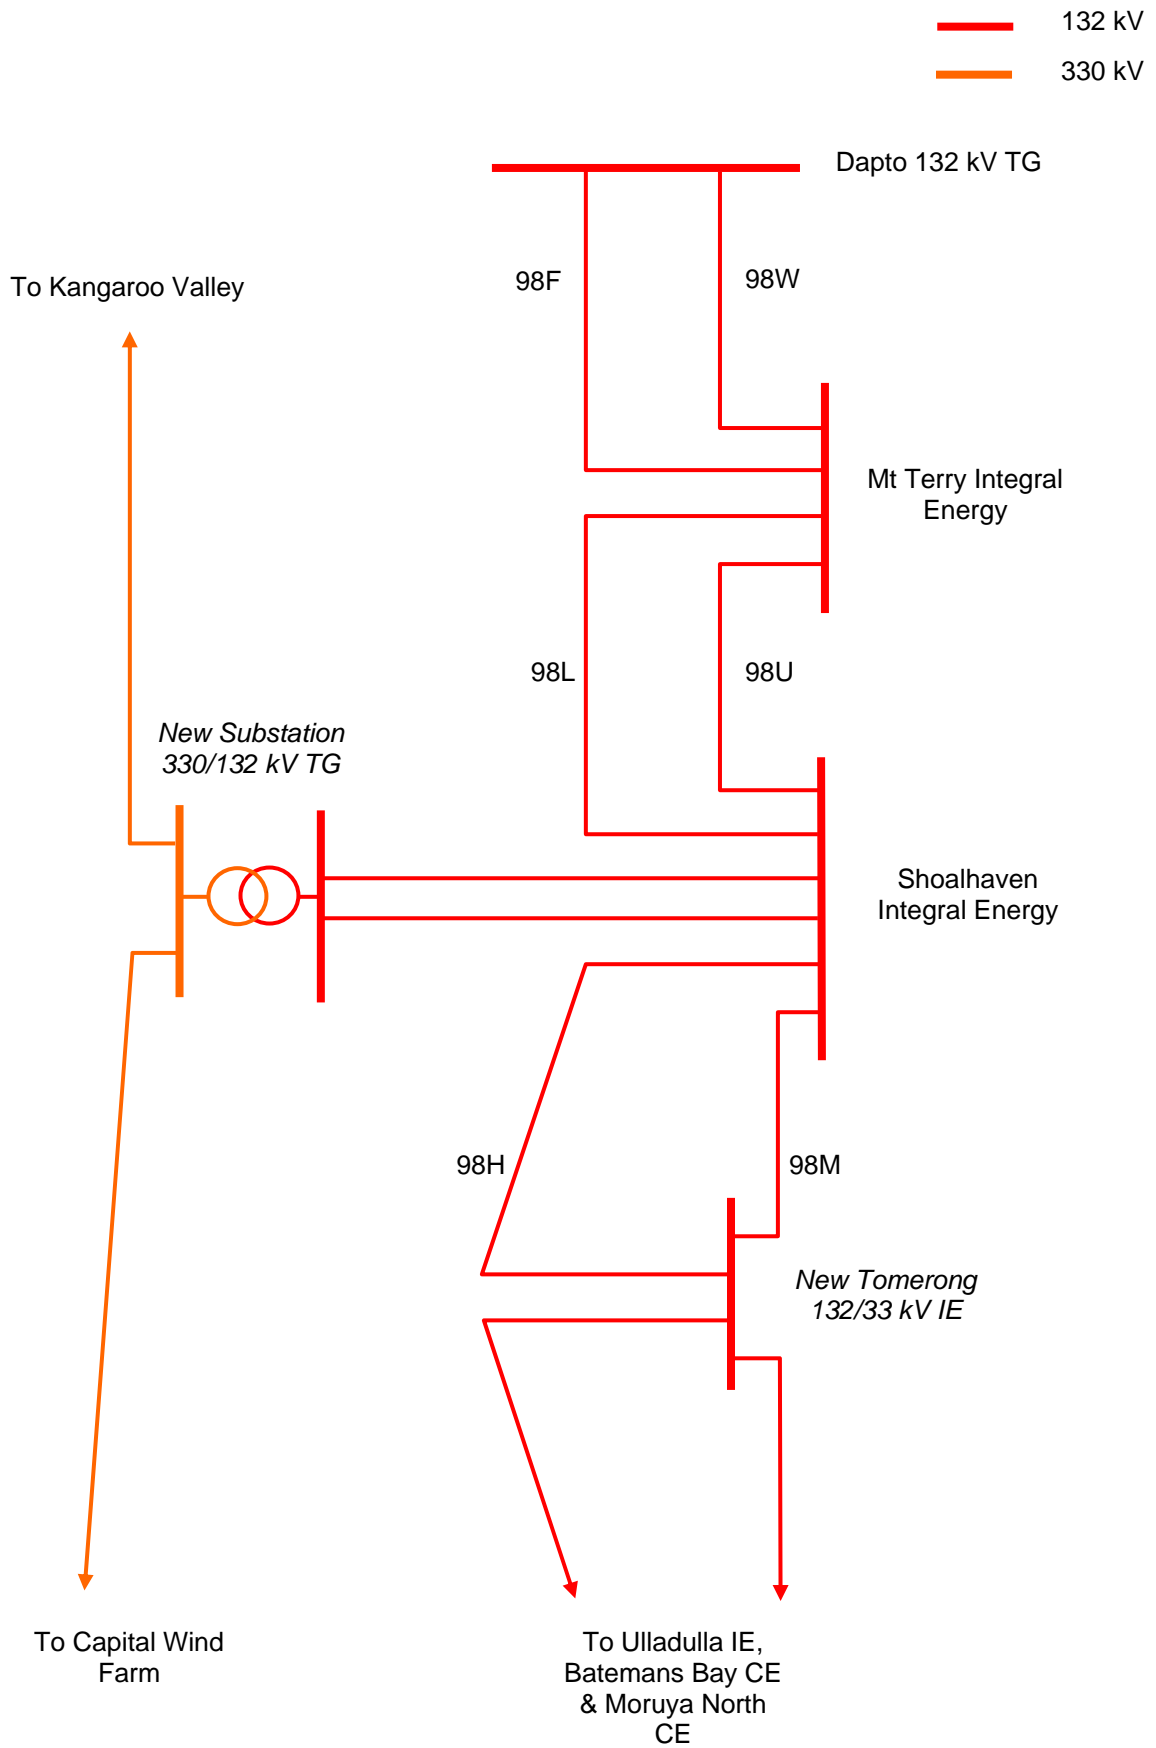 132 kV
330 kV
Dapto 132 kV TG
98F
98W
To Kangaroo Valley
Mt Terry Integral
Energy
98L
98U
New Substation
330/132 kV TG
Shoalhaven
Integral Energy
98H
98M
New Tomerong
132/33 kV IE
To Capital Wind
Farm
To Ulladulla IE,
Batemans Bay CE
& Moruya North
CE